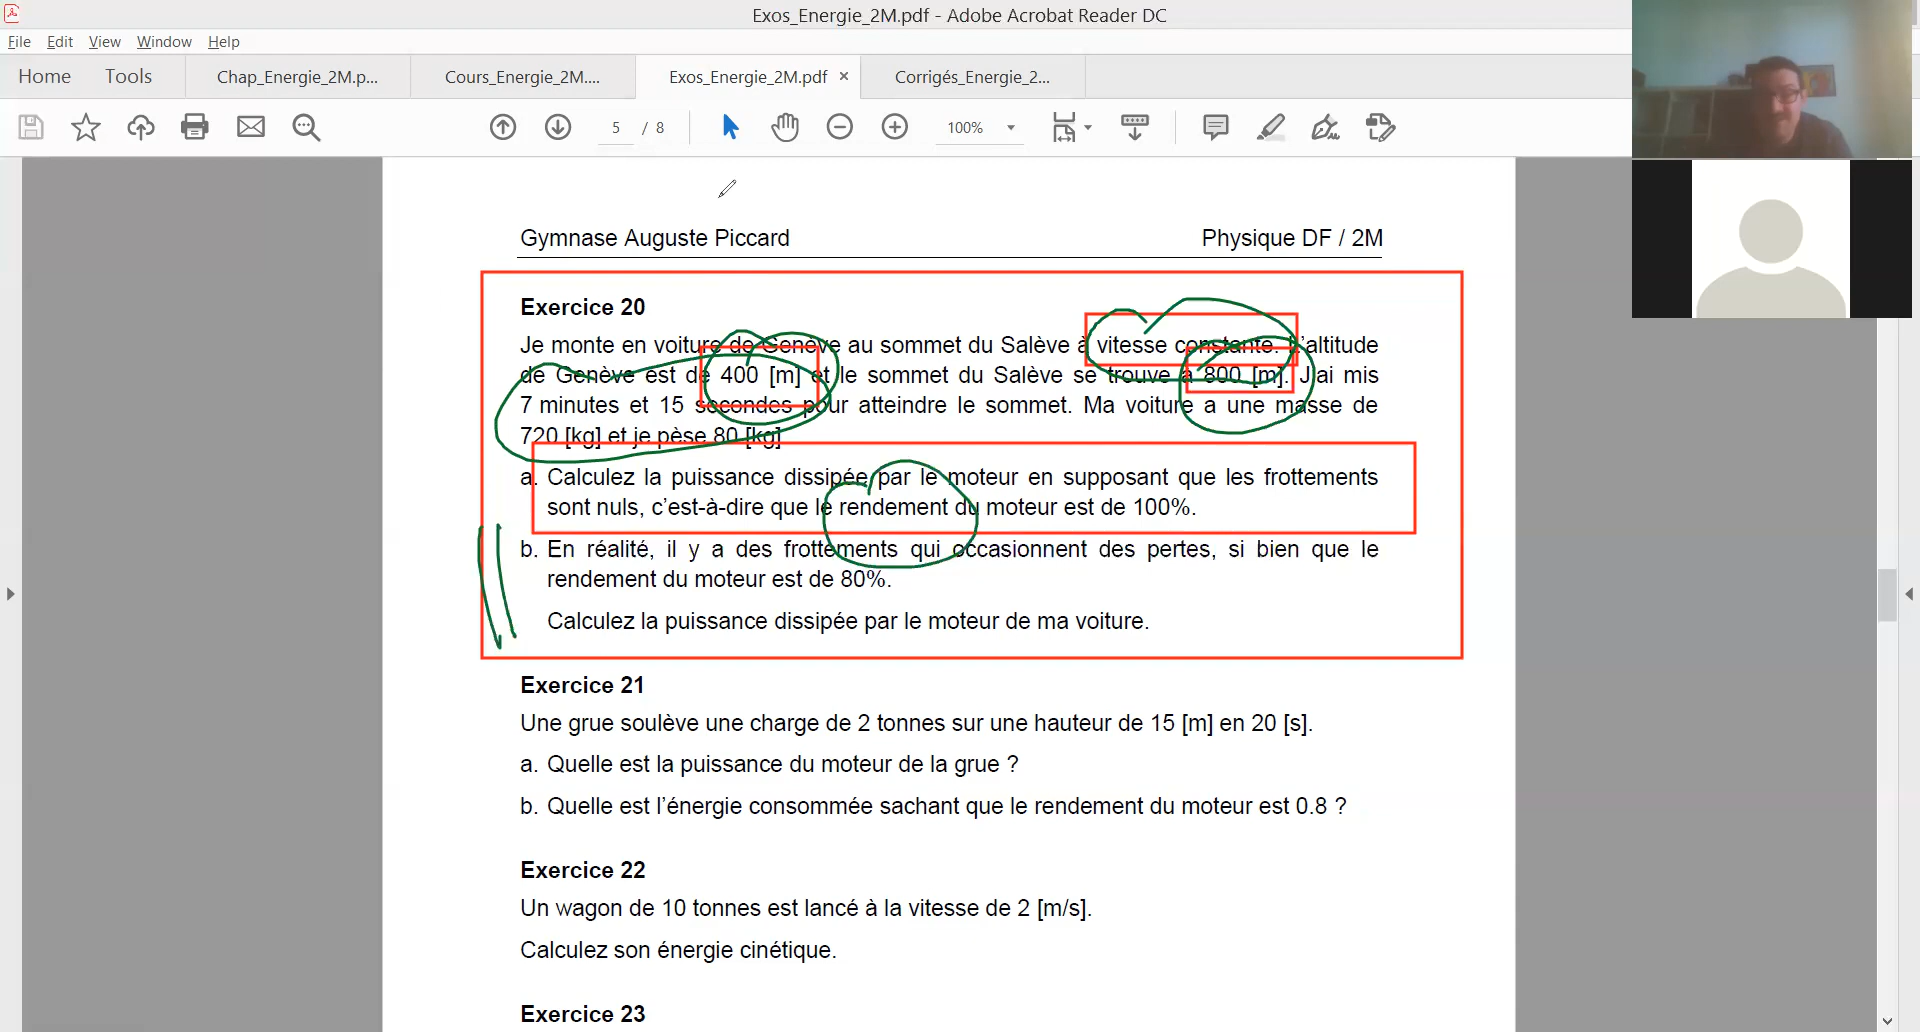 Exos_Energie_2M.pdf - Adobe Acrobat Reader DC
File Edit View Window Help
Home Tools Chap_Energie_2M.p... Cours_Energie_2M.... Exos_Energie_2M.pdf × Corrigés_Energie_2...
5 / 8 100%
Gymnase Auguste Piccard Physique DF / 2M
Exercice 20
Je monte en voiture de Genève au sommet du Salève à vitesse constante. L'altitude
de Genève est de 400 [m] et le sommet du Salève se trouve à 800 [m]. J'ai mis
7 minutes et 15 secondes pour atteindre le sommet. Ma voiture a une masse de
720 [kg] et je pèse 80 [kg]
a. Calculez la puissance dissipée par le moteur en supposant que les frottements
sont nuls, c'est-à-dire que le rendement du moteur est de 100%.
b. En réalité, il y a des frottements qui occasionnent des pertes, si bien que le
rendement du moteur est de 80%.
Calculez la puissance dissipée par le moteur de ma voiture.
Exercice 21
Une grue soulève une charge de 2 tonnes sur une hauteur de 15 [m] en 20 [s].
a. Quelle est la puissance du moteur de la grue ?
b. Quelle est l'énergie consommée sachant que le rendement du moteur est 0.8 ?
Exercice 22
Un wagon de 10 tonnes est lancé à la vitesse de 2 [m/s].
Calculez son énergie cinétique.
Exercice 23